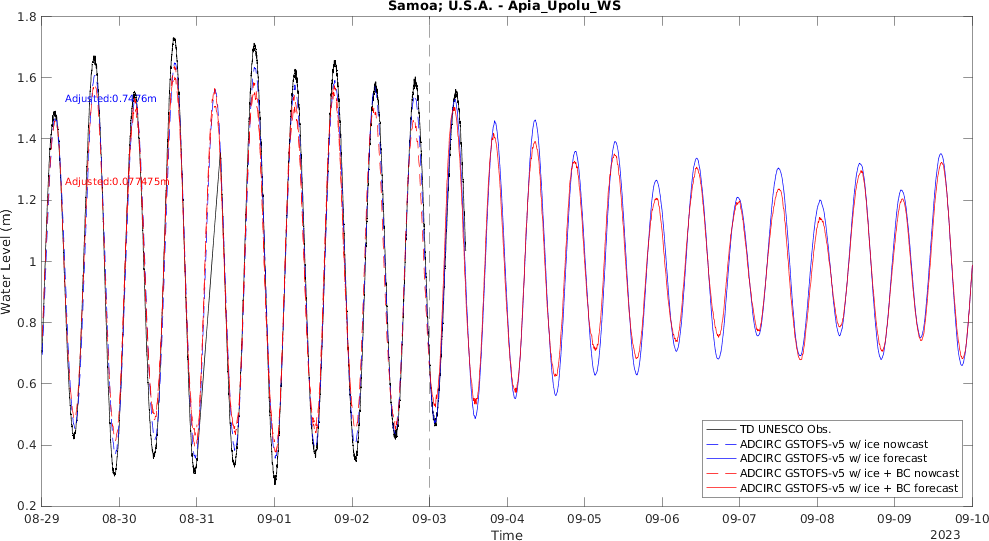 Samoa; U.S.A. - Apia_Upolu_WS
1.8
1.6
1.4
1.2
1
0.8
0.6
0.4
0.2
Water Level (m)
Adjusted:0.7476m
Adjusted:0.077475m
TD UNESCO Obs.
ADCIRC GSTOFS-v5 w/ ice nowcast
ADCIRC GSTOFS-v5 w/ ice forecast
ADCIRC GSTOFS-v5 w/ ice + BC nowcast
ADCIRC GSTOFS-v5 w/ ice + BC forecast
08-29 08-30 08-31 09-01 09-02 09-03 09-04 09-05 09-06 09-07 09-08 09-09 09-10
Time
2023